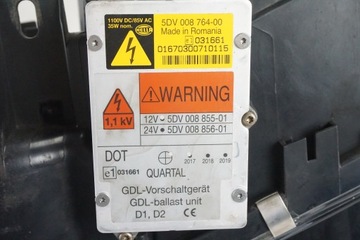 1100V DC/85V AC
35W nom.
HELLA
5DV 008 764-00
Made in Romania
e1 031661
01670300710115
1,1 kV
WARNING
12V 5DV 008 855-01
24V 5DV 008 856-01
DOT
2017 2018 2019
e1 031661 QUARTAL
GDL-Vorschaltgerät
GDL-ballast unit
D1, D2 CE